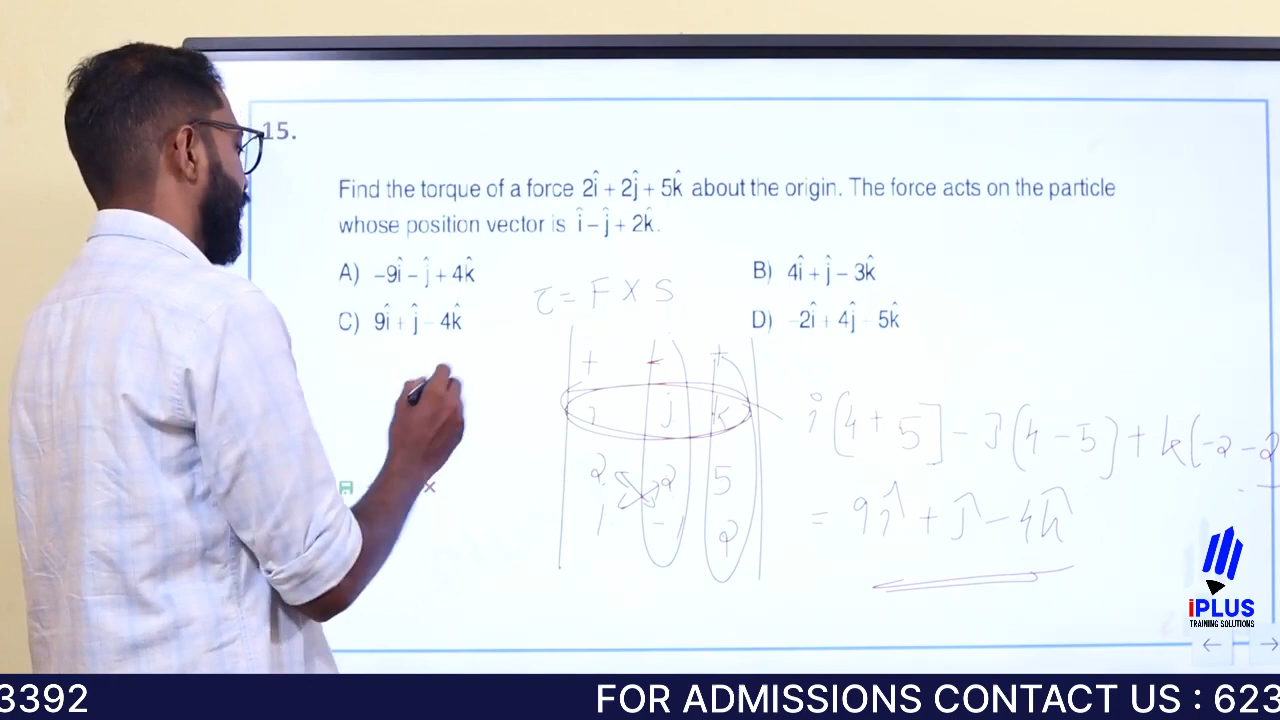 15.
Find the torque of a force 2î + 2ĵ + 5k̂ about the origin. The force acts on the particle
whose position vector is î – ĵ + 2k̂.
A) –9î – ĵ + 4k̂
B) 4î + ĵ – 3k̂
C) 9î + ĵ – 4k̂
D) –2î + 4ĵ – 5k̂
τ = F × S
+ - +
i j k
2 2 5
1 -1 2
i(4+5] - j(4-5) + k(-2-2
= 9î + ĵ - 4k̂
iPLUS
TRAINING SOLUTIONS
3392 FOR ADMISSIONS CONTACT US : 623